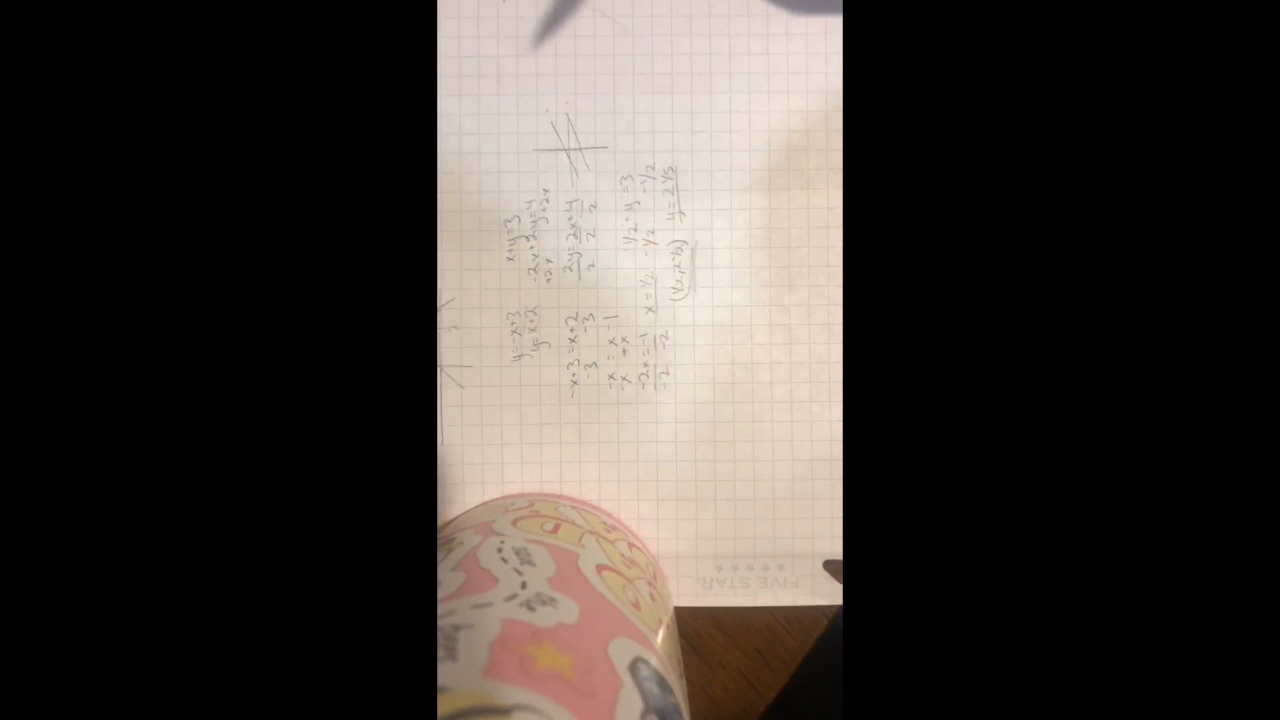 y=-x+3 x+y=3
y=x+2 -2x+2y=4
+2x +2x
-x+3=x+2 2y=2x+4
-3 -3 2 2 2
-x = x -1
-x +x 1/2+y=3
-2x=-1 x=1/2 -1/2 -1/2
-2 -2 (1/2, 2 1/2) y=2 1/5
FIVE STAR.